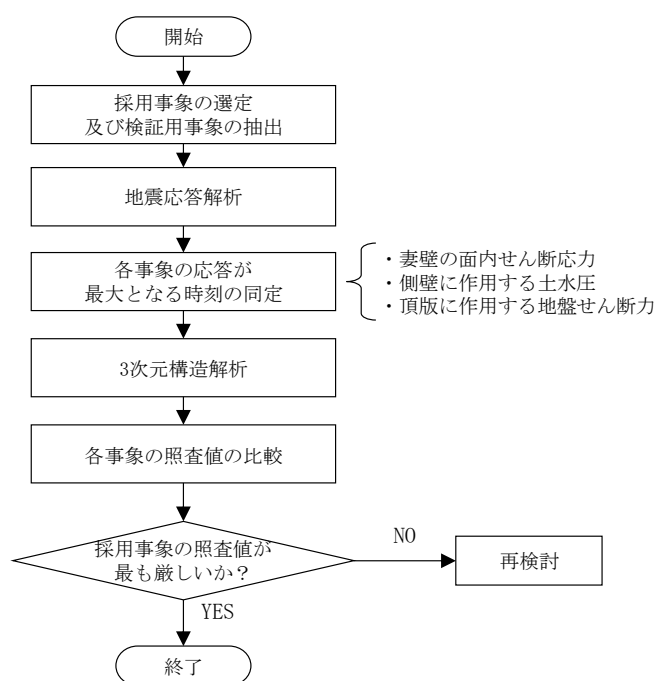 開始
採用事象の選定
及び検証用事象の抽出
地震応答解析
各事象の応答が
最大となる時刻の同定
・妻壁の面内せん断応力
・側壁に作用する土水圧
・頂版に作用する地盤せん断力
3次元構造解析
各事象の照査値の比較
採用事象の照査値が
最も厳しいか？
NO
再検討
YES
終了